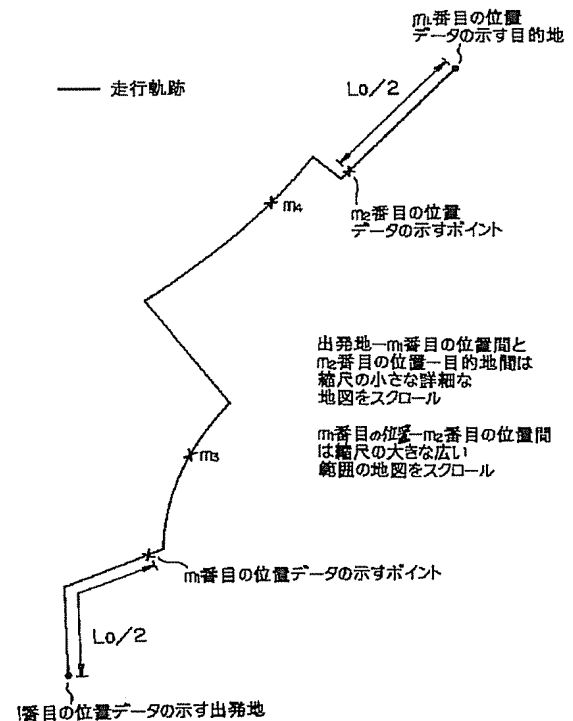 mL番目の位置
データの示す目的地
走行軌跡
Lo/2
m2番目の位置
データの示すポイント
m4
出発地ーm1番目の位置間と
m2番目の位置ー目的地間は
縮尺の小さな詳細な
地図をスクロール
m1番目の位置ーm2番目の位置間
は縮尺の大きな広い
範囲の地図をスクロール
m3
m1番目の位置データの示すポイント
Lo/2
1番目の位置データの示す出発地